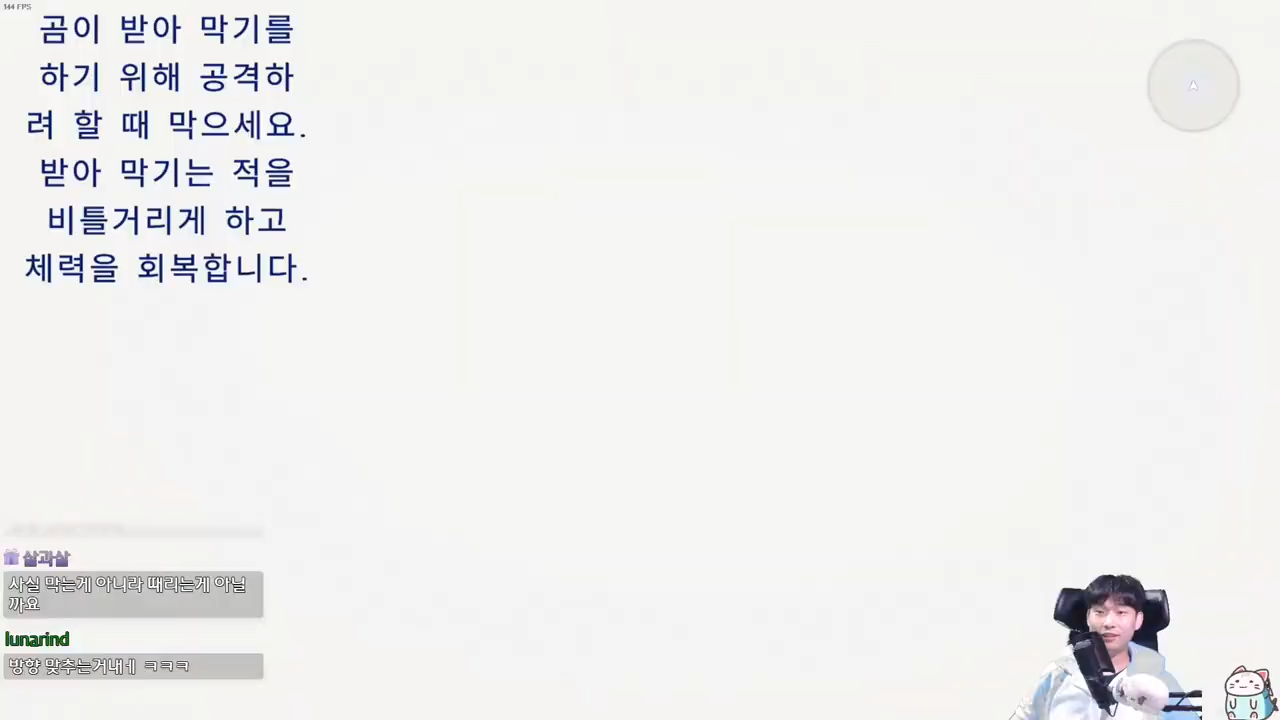 144 FPS
곰이 받아 막기를
하기 위해 공격하
려 할 때 막으세요.
받아 막기는 적을
비틀거리게 하고
체력을 회복합니다.
살과살
사실 막는게 아니라 때리는게 아닐
까요
lunarind
방향 맞추는거내ㅔ ㅋㅋㅋ